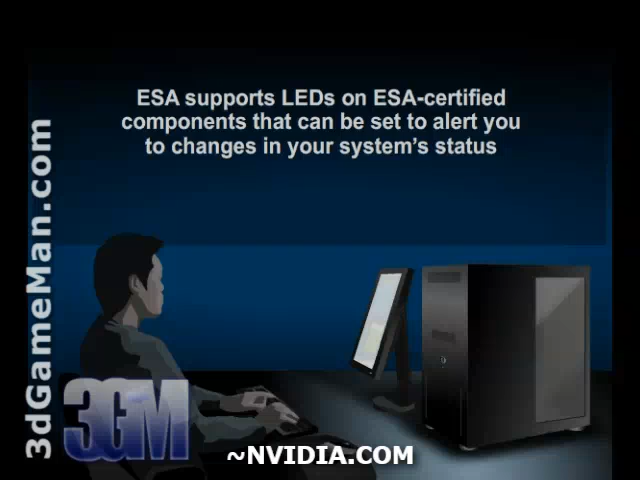 ESA supports LEDs on ESA-certified
components that can be set to alert you
to changes in your system's status
3dGameMan.com
3GM
~NVIDIA.COM